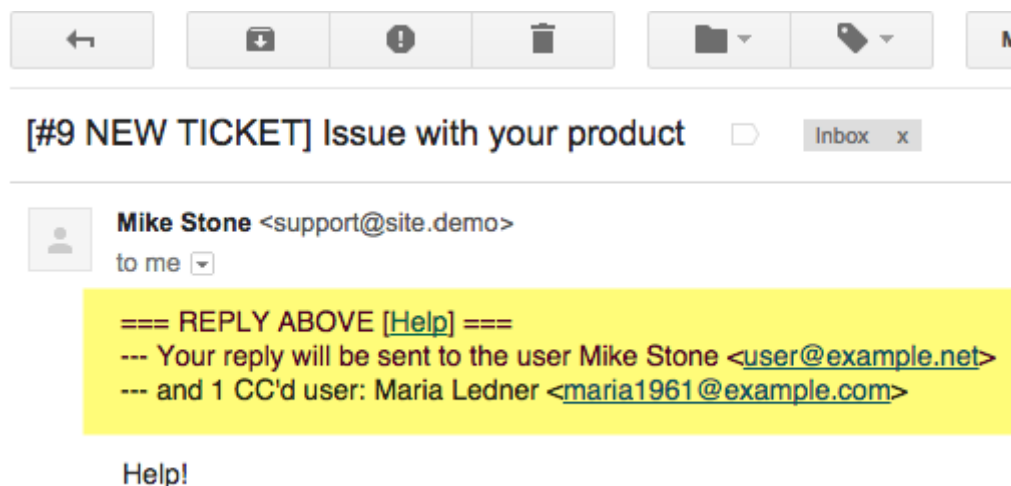 M
[#9 NEW TICKET] Issue with your product
Inbox x
Mike Stone <support@site.demo>
to me
=== REPLY ABOVE [Help] ===
--- Your reply will be sent to the user Mike Stone <user@example.net>
--- and 1 CC'd user: Maria Ledner <maria1961@example.com>
Help!